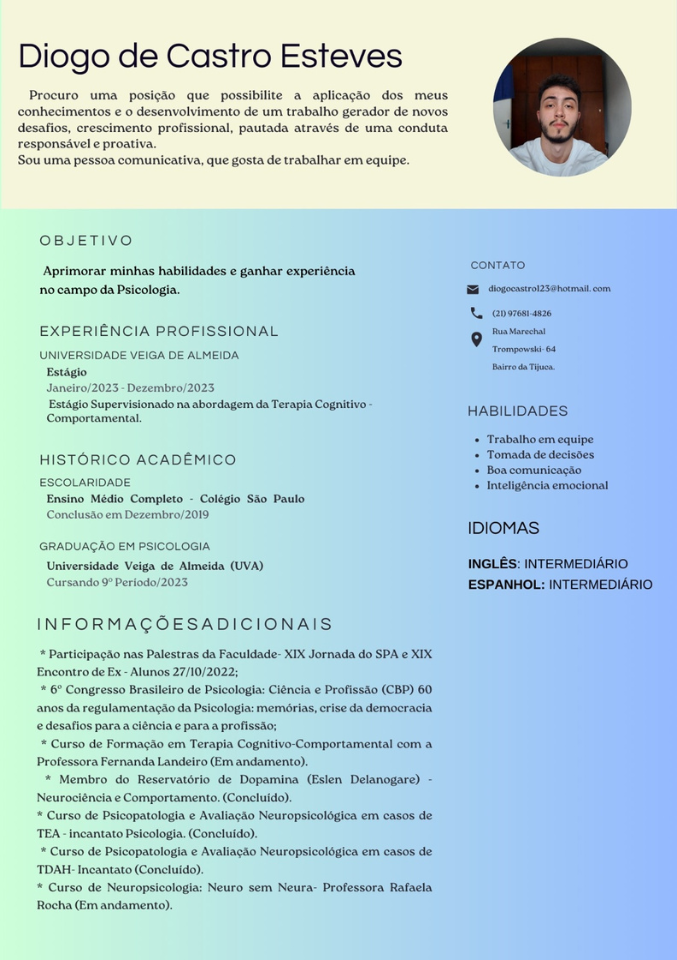 Diogo de Castro Esteves
Procuro uma posição que possibilite a aplicação dos meus
conhecimentos e o desenvolvimento de um trabalho gerador de novos
desafios, crescimento profissional, pautada através de uma conduta
responsável e proativa.
Sou uma pessoa comunicativa, que gosta de trabalhar em equipe.
OBJETIVO
Aprimorar minhas habilidades e ganhar experiência
no campo da Psicologia.
EXPERIÊNCIA PROFISSIONAL
UNIVERSIDADE VEIGA DE ALMEIDA
Estágio
Janeiro/2023 - Dezembro/2023
Estágio Supervisionado na abordagem da Terapia Cognitivo -
Comportamental.
HISTÓRICO ACADÊMICO
ESCOLARIDADE
Ensino Médio Completo - Colégio São Paulo
Conclusão em Dezembro/2019
GRADUAÇÃO EM PSICOLOGIA
Universidade Veiga de Almeida (UVA)
Cursando 9º Período/2023
INFORMAÇÕESADICIONAIS
* Participação nas Palestras da Faculdade- XIX Jornada do SPA e XIX
Encontro de Ex - Alunos 27/10/2022;
* 6º Congresso Brasileiro de Psicologia: Ciência e Profissão (CBP) 60
anos da regulamentação da Psicologia: memórias, crise da democracia
e desafios para a ciência e para a profissão;
* Curso de Formação em Terapia Cognitivo-Comportamental com a
Professora Fernanda Landeiro (Em andamento).
* Membro do Reservatório de Dopamina (Eslen Delanogare) -
Neurociência e Comportamento. (Concluído).
* Curso de Psicopatologia e Avaliação Neuropsicológica em casos de
TEA - incantato Psicologia. (Concluído).
* Curso de Psicopatologia e Avaliação Neuropsicológica em casos de
TDAH- Incantato (Concluído).
* Curso de Neuropsicologia: Neuro sem Neura- Professora Rafaela
Rocha (Em andamento).
CONTATO
diogocastro123@hotmail. com
(21) 97681-4826
Rua Marechal
Trompowski- 64
Bairro da Tijuca.
HABILIDADES
• Trabalho em equipe
• Tomada de decisões
• Boa comunicação
• Inteligência emocional
IDIOMAS
INGLÊS: INTERMEDIÁRIO
ESPANHOL: INTERMEDIÁRIO